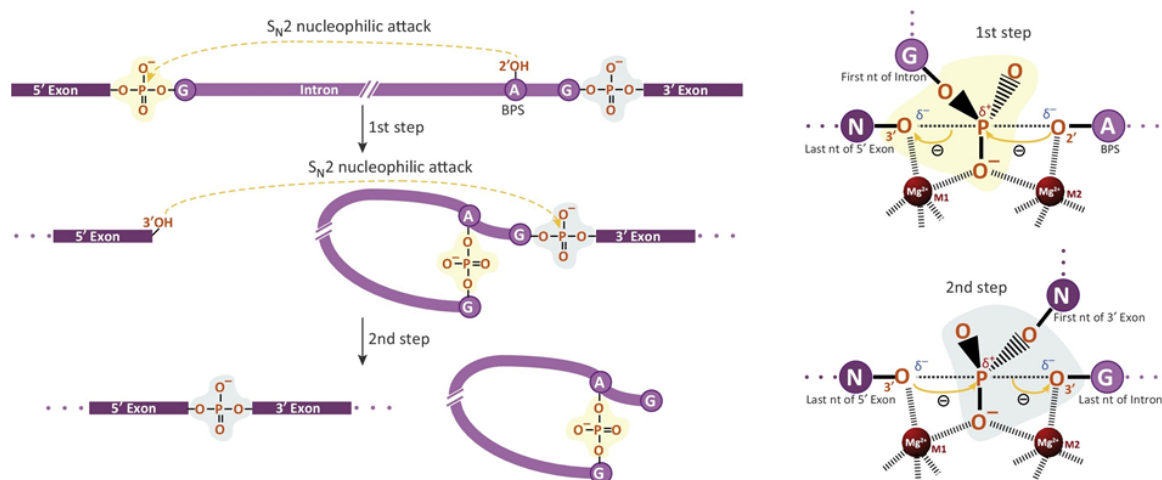 S_N2 nucleophilic attack
2′OH
O⁻
5′ Exon
O P O
O
G
Intron
A
G
O⁻
O P O
O
3′ Exon
BPS
1st step
S_N2 nucleophilic attack
3′OH
5′ Exon
A
G
O⁻
O P O
O
3′ Exon
O
O⁻ P O
O
G
2nd step
5′ Exon
O⁻
O P O
O
3′ Exon
A
G
O
O⁻ P O
O
G
1st step
G
First nt of Intron
O
O
N
O
3′
δ⁻
δ⁺
P
δ⁻
O
2′
A
Last nt of 5′ Exon
⊖
⊖
BPS
O⁻
Mg²⁺
M1
Mg²⁺
M2
2nd step
N
First nt of 3′ Exon
O
O
N
O
3′
δ⁻
δ⁺
P
δ⁻
O
3′
G
Last nt of 5′ Exon
⊖
⊖
Last nt of Intron
O⁻
Mg²⁺
M1
Mg²⁺
M2